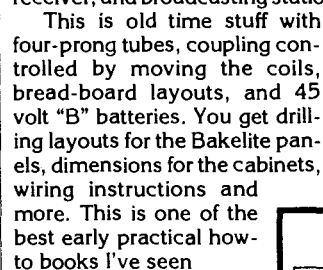 receiver, and broadcasting statio
This is old time stuff with
four-prong tubes, coupling con-
trolled by moving the coils,
bread-board layouts, and 45
volt "B" batteries. You get drill-
ing layouts for the Bakelite pan-
els, dimensions for the cabinets,
wiring instructions and
more. This is one of the
best early practical how-
to books I've seen